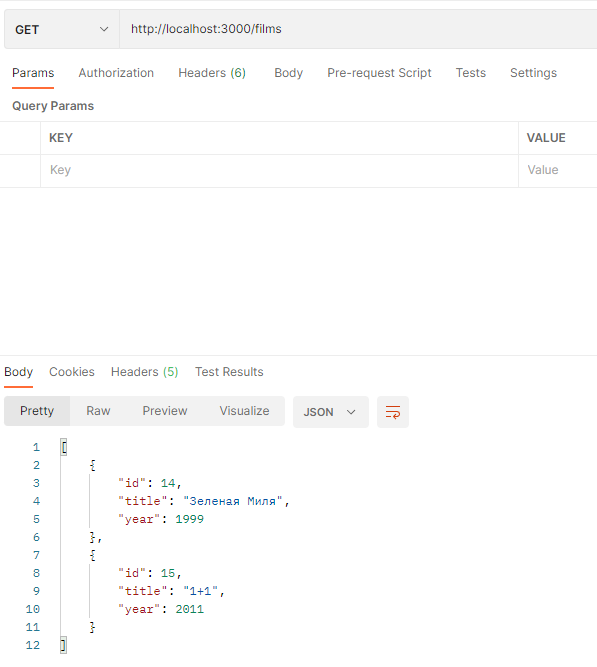 GET http://localhost:3000/films
Params Authorization Headers (6) Body Pre-request Script Tests Settings
Query Params
KEY VALUE
Key Value
Body Cookies Headers (5) Test Results
Pretty Raw Preview Visualize JSON
1 [
2 {
3 "id": 14,
4 "title": "Зеленая Миля",
5 "year": 1999
6 },
7 {
8 "id": 15,
9 "title": "1+1",
10 "year": 2011
11 }
12 ]